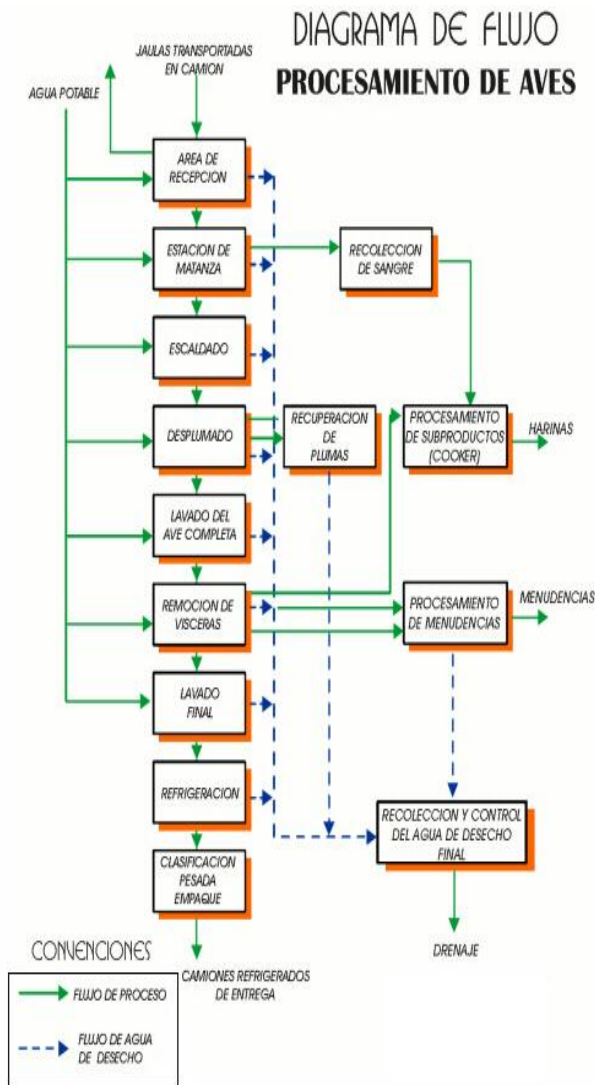 DIAGRAMA DE FLUJO
PROCESAMIENTO DE AVES
JAULAS TRANSPORTADAS
EN CAMION
AGUA POTABLE
AREA DE
RECEPCION
ESTACION DE
MATANZA
RECOLECCION
DE SANGRE
ESCALDADO
DESPLUMADO
RECUPERACION
DE
PLUMAS
PROCESAMIENTO
DE SUBPRODUCTOS
(COOKER)
HARINAS
LAVADO DEL
AVE COMPLETA
REMOCION DE
VISCERAS
PROCESAMIENTO
DE MENUDENCIAS
MENUDENCIAS
LAVADO
FINAL
REFRIGERACION
RECOLECCION Y CONTROL
DEL AGUA DE DESECHO
FINAL
CLASIFICACION
PESADA
EMPAQUE
DRENAJE
CAMIONES REFRIGERADOS
DE ENTREGA
CONVENCIONES
FLUJO DE PROCESO
FLUJO DE AGUA
DE DESECHO